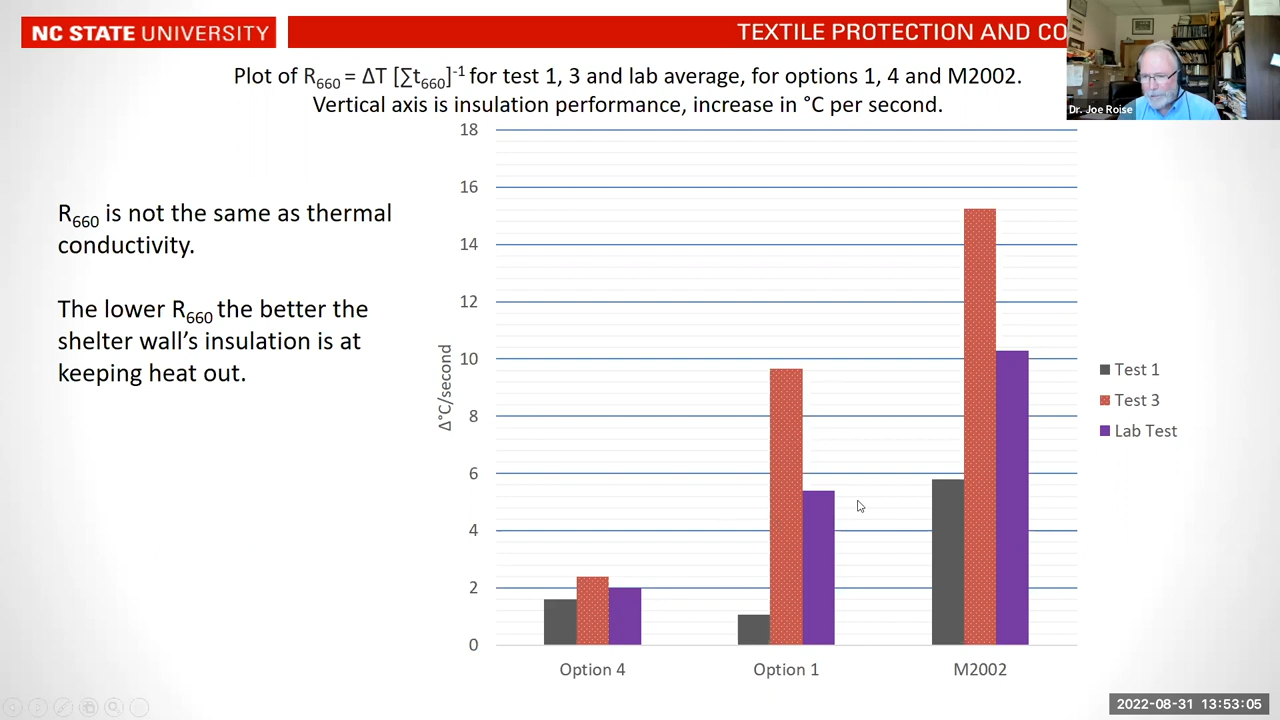 NC STATE UNIVERSITY
TEXTILE PROTECTION AND CO
Dr. Joe Roise
Plot of R660 = ΔT [∑t660]-1 for test 1, 3 and lab average, for options 1, 4 and M2002.
Vertical axis is insulation performance, increase in °C per second.
R660 is not the same as thermal
conductivity.
The lower R660 the better the
shelter wall’s insulation is at
keeping heat out.
18
16
14
12
10
8
6
4
2
0
Δ°C/second
Option 4
Option 1
M2002
Test 1
Test 3
Lab Test
2022-08-31 13:53:05